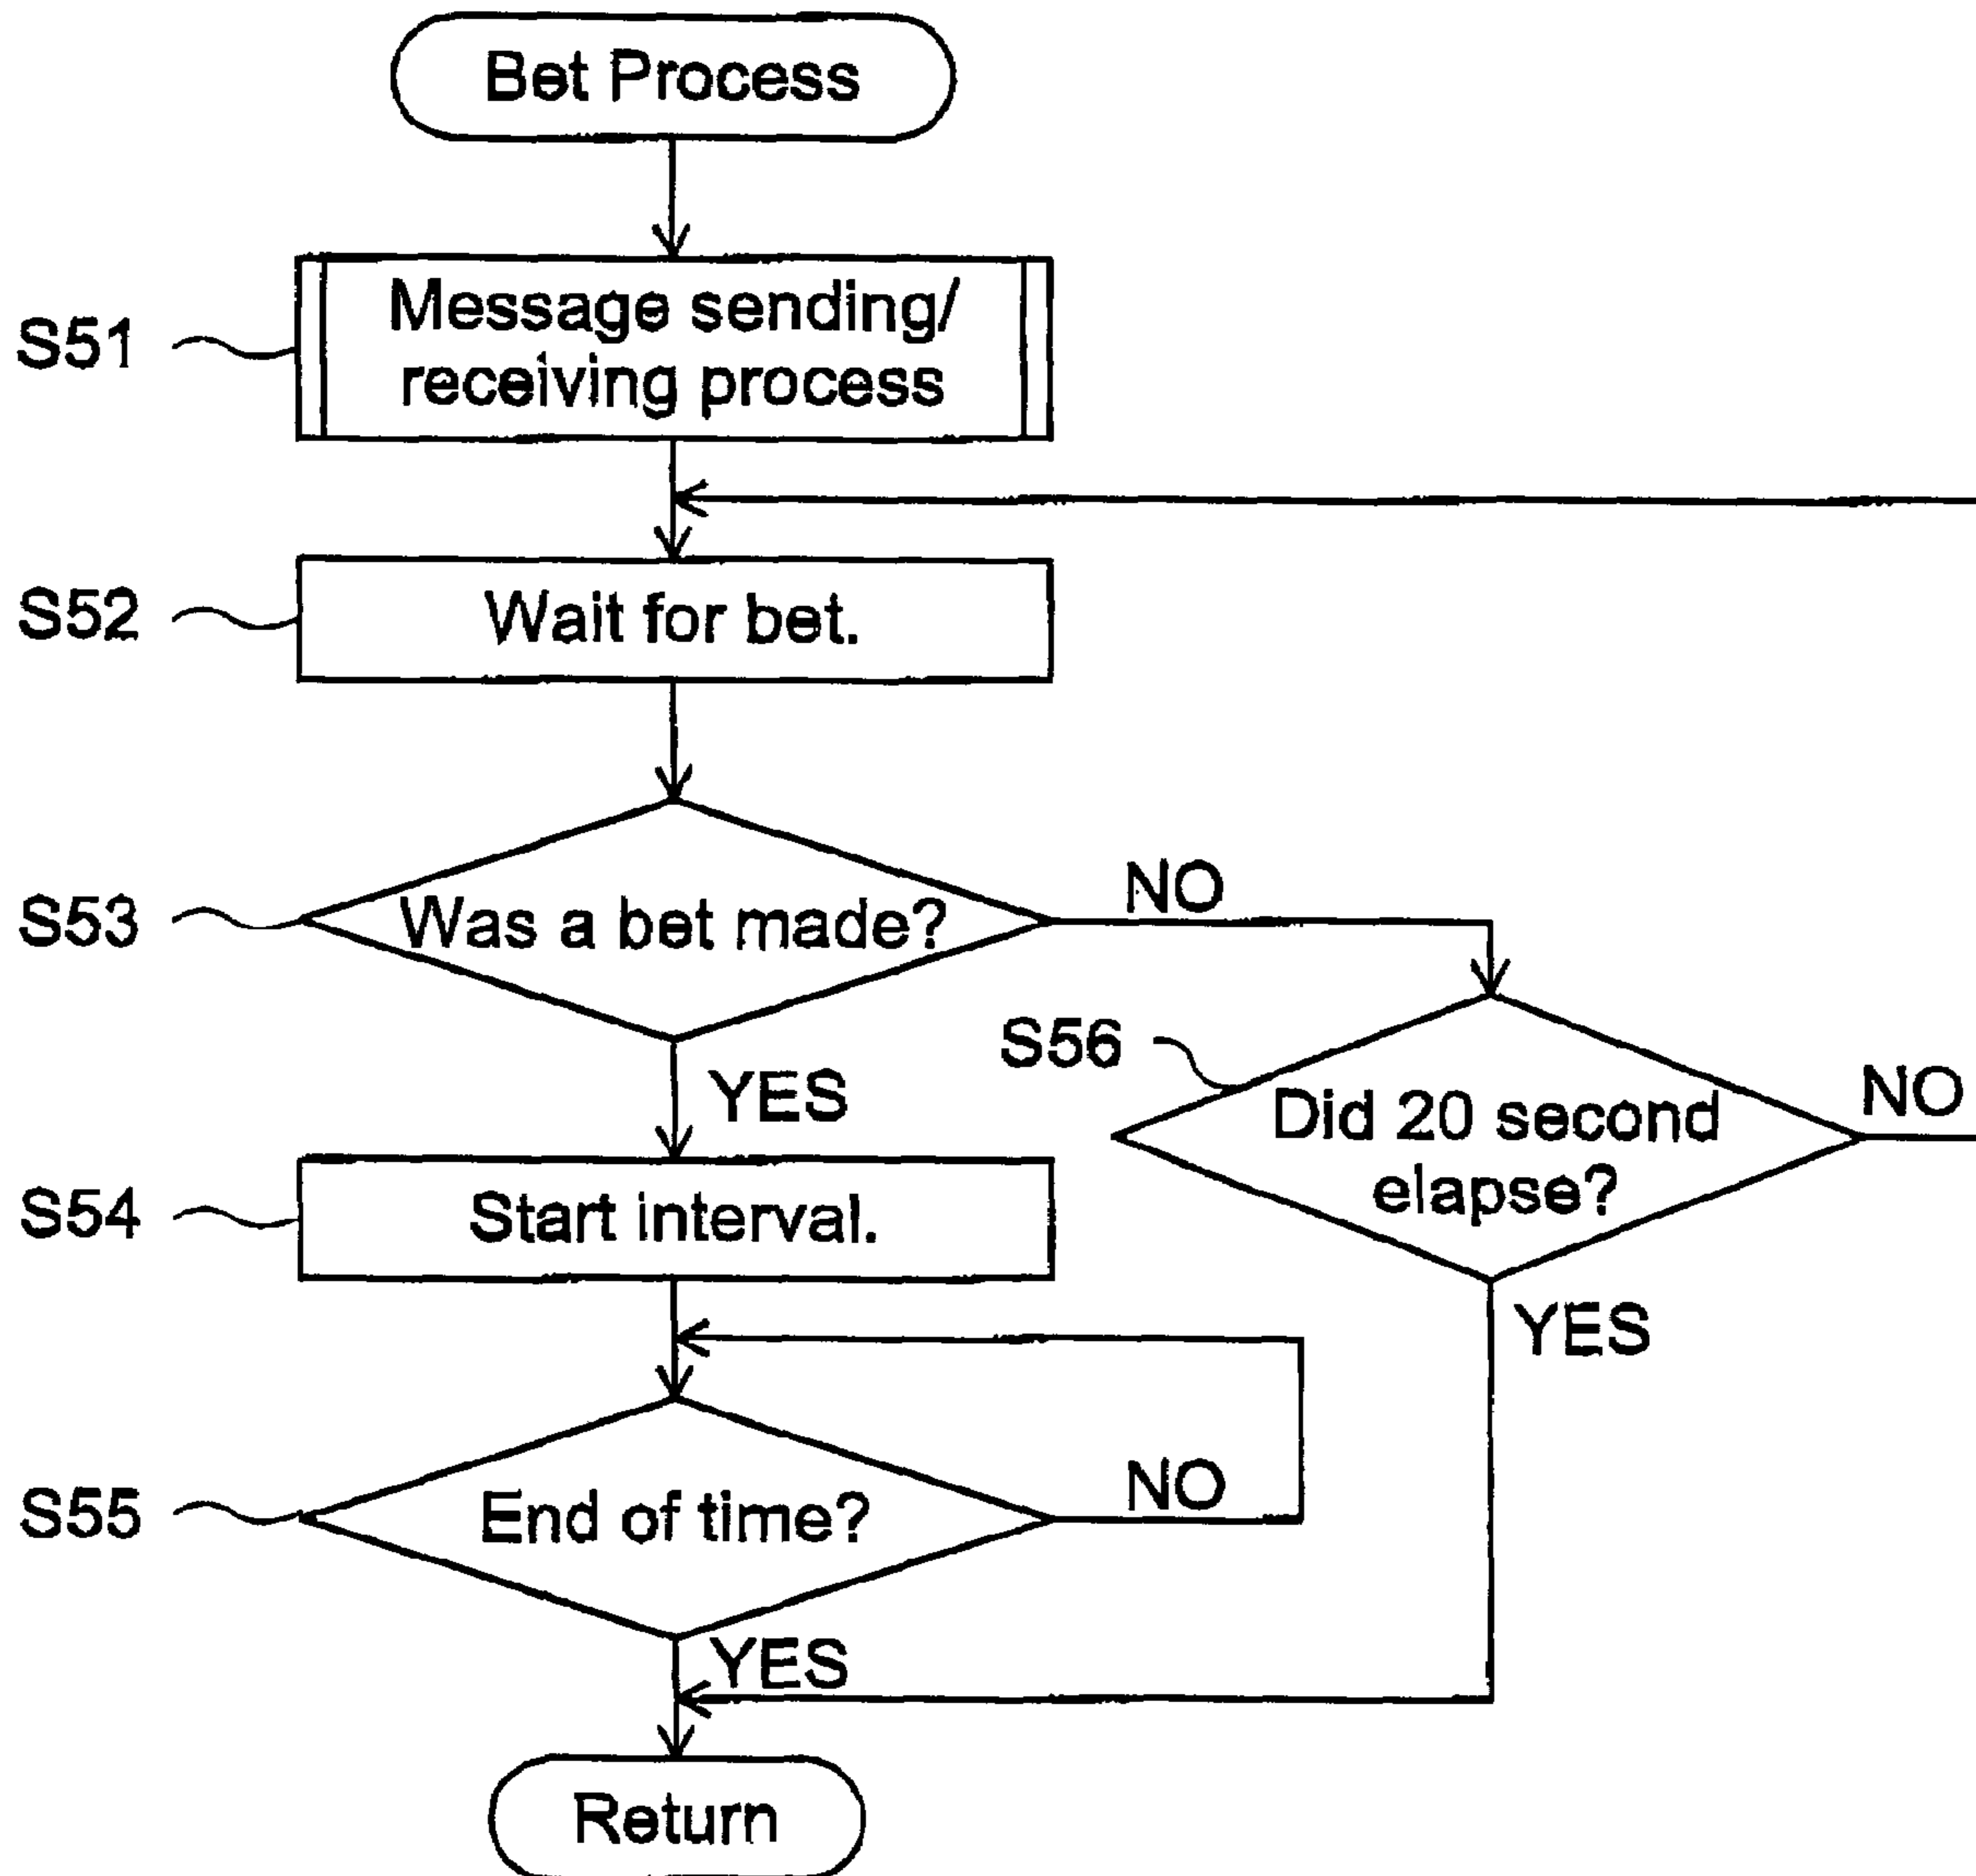 Bet Process
S51
Message sending/
receiving process
S52
Wait for bet.
S53
Was a bet made?
NO
S56
Did 20 second
elapse?
NO
YES
YES
S54
Start interval.
S55
End of time?
NO
YES
Return